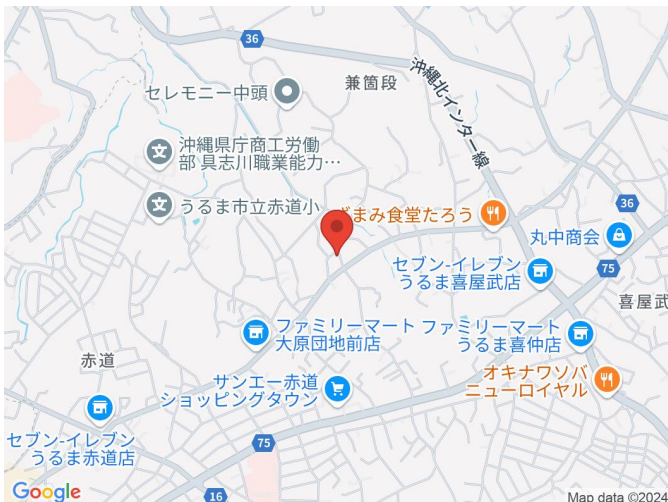 36
沖縄北インター線
兼箇段
セレモニー中頭
沖縄県庁商工労働
部 具志川職業能力…
うるま市立赤道小
ざまみ食堂たろう
36
丸中商会
75
セブン-イレブン
うるま喜屋武店
喜屋武
ファミリーマート
大原団地前店
ファミリーマート
うるま喜仲店
赤道
サンエー赤道
ショッピングタウン
オキナワソバ
ニューロイヤル
セブン-イレブン
うるま赤道店
75
16
Google
Map data ©2024